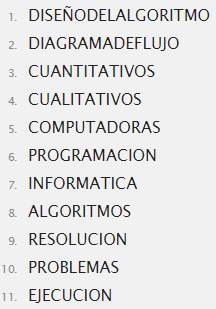 1. DISEÑODELALGORITMO
2. DIAGRAMADEFLUJO
3. CUANTITATIVOS
4. CUALITATIVOS
5. COMPUTADORAS
6. PROGRAMACION
7. INFORMATICA
8. ALGORITMOS
9. RESOLUCION
10. PROBLEMAS
11. EJECUCION